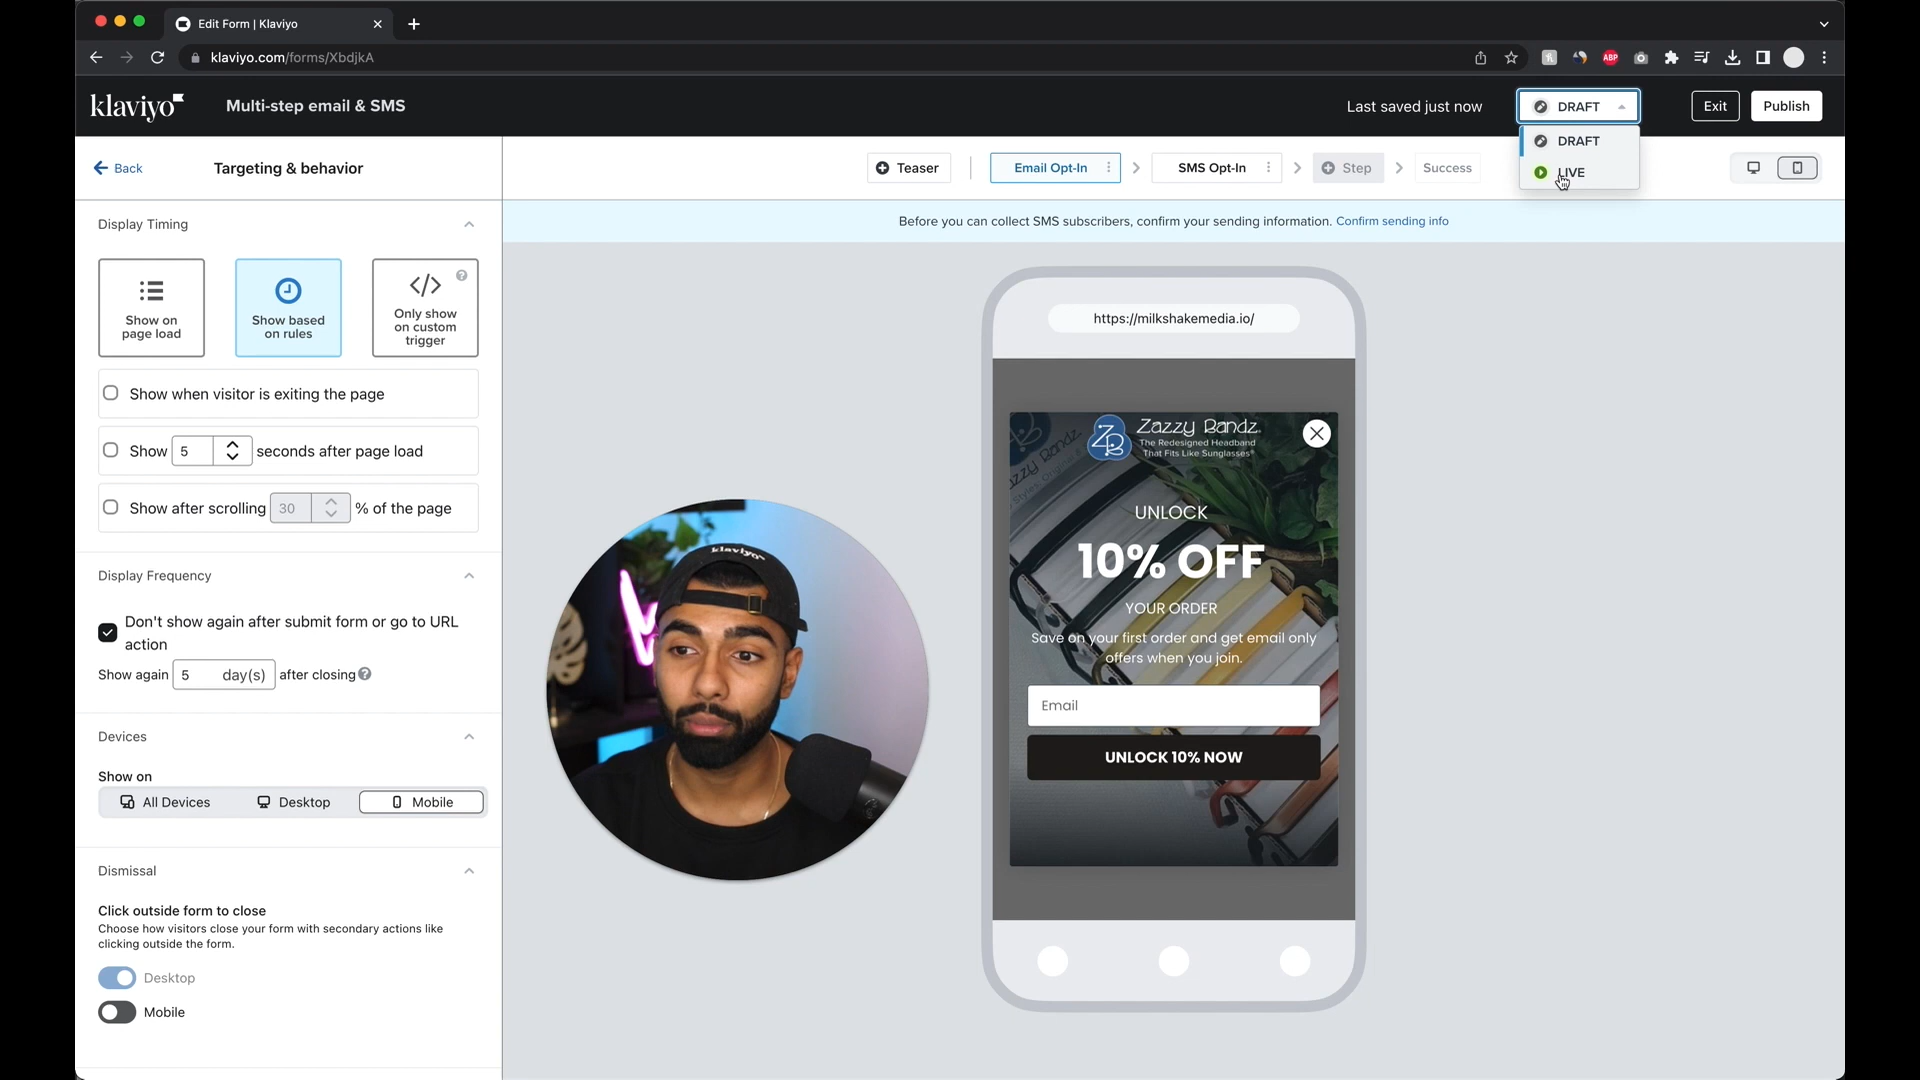 Edit Form | Klaviyo
klaviyo.com/forms/XbdjkA
ABP
klaviyo
Multi-step email & SMS
Last saved just now
DRAFT
Exit
Publish
DRAFT
LIVE
Back
Targeting & behavior
Teaser
Email Opt-In
SMS Opt-In
Step
Success
Before you can collect SMS subscribers, confirm your sending information. Confirm sending info
Display Timing
Show on
page load
Show based
on rules
Only show
on custom
trigger
Show when visitor is exiting the page
Show 5 seconds after page load
Show after scrolling 30 % of the page
Display Frequency
Don't show again after submit form or go to URL
action
Show again 5 day(s) after closing
Devices
Show on
All Devices
Desktop
Mobile
Dismissal
Click outside form to close
Choose how visitors close your form with secondary actions like
clicking outside the form.
Desktop
Mobile
klaviyo
https://milkshakemedia.io/
ZB
Zazzy Bandz
The Redesigned Headband
That Fits Like Sunglasses®
UNLOCK
10% OFF
YOUR ORDER
Save on your first order and get email only
offers when you join.
Email
UNLOCK 10% NOW